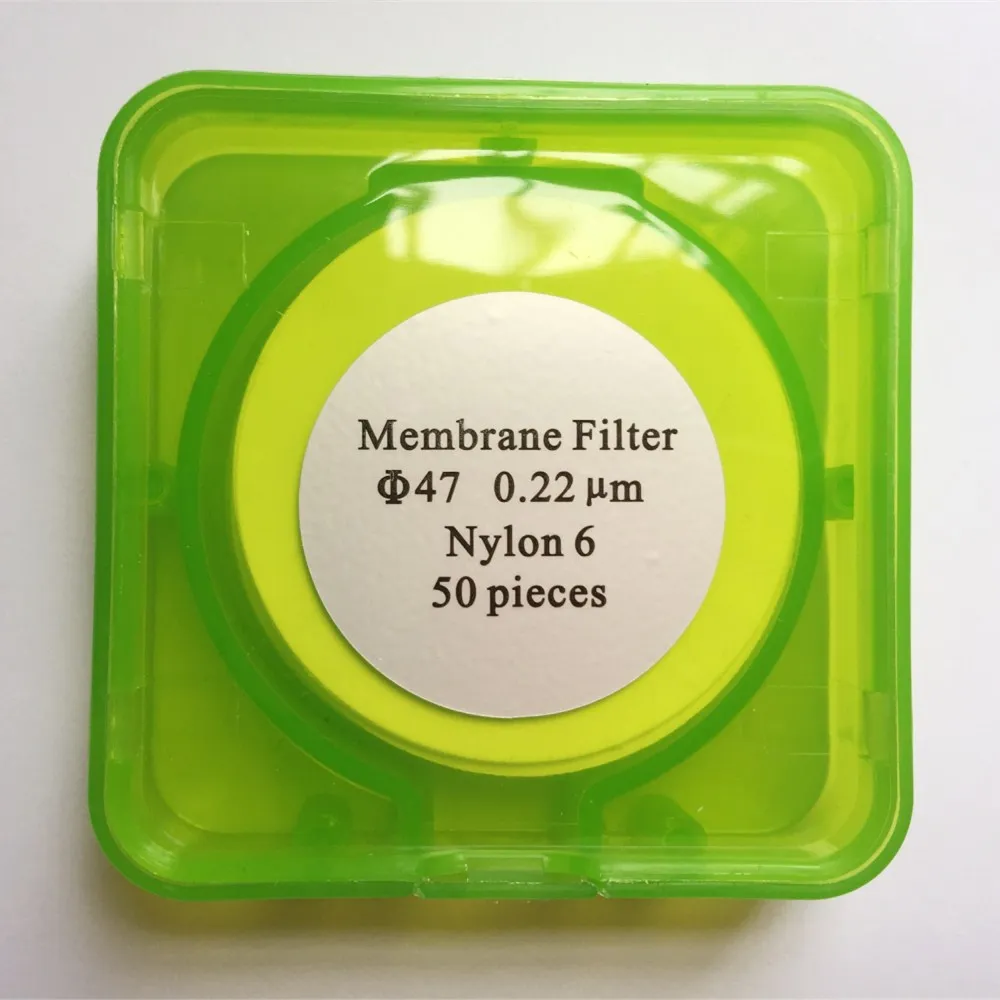 Membrane Filter
Φ47 0.22 μm
Nylon 6
50 pieces